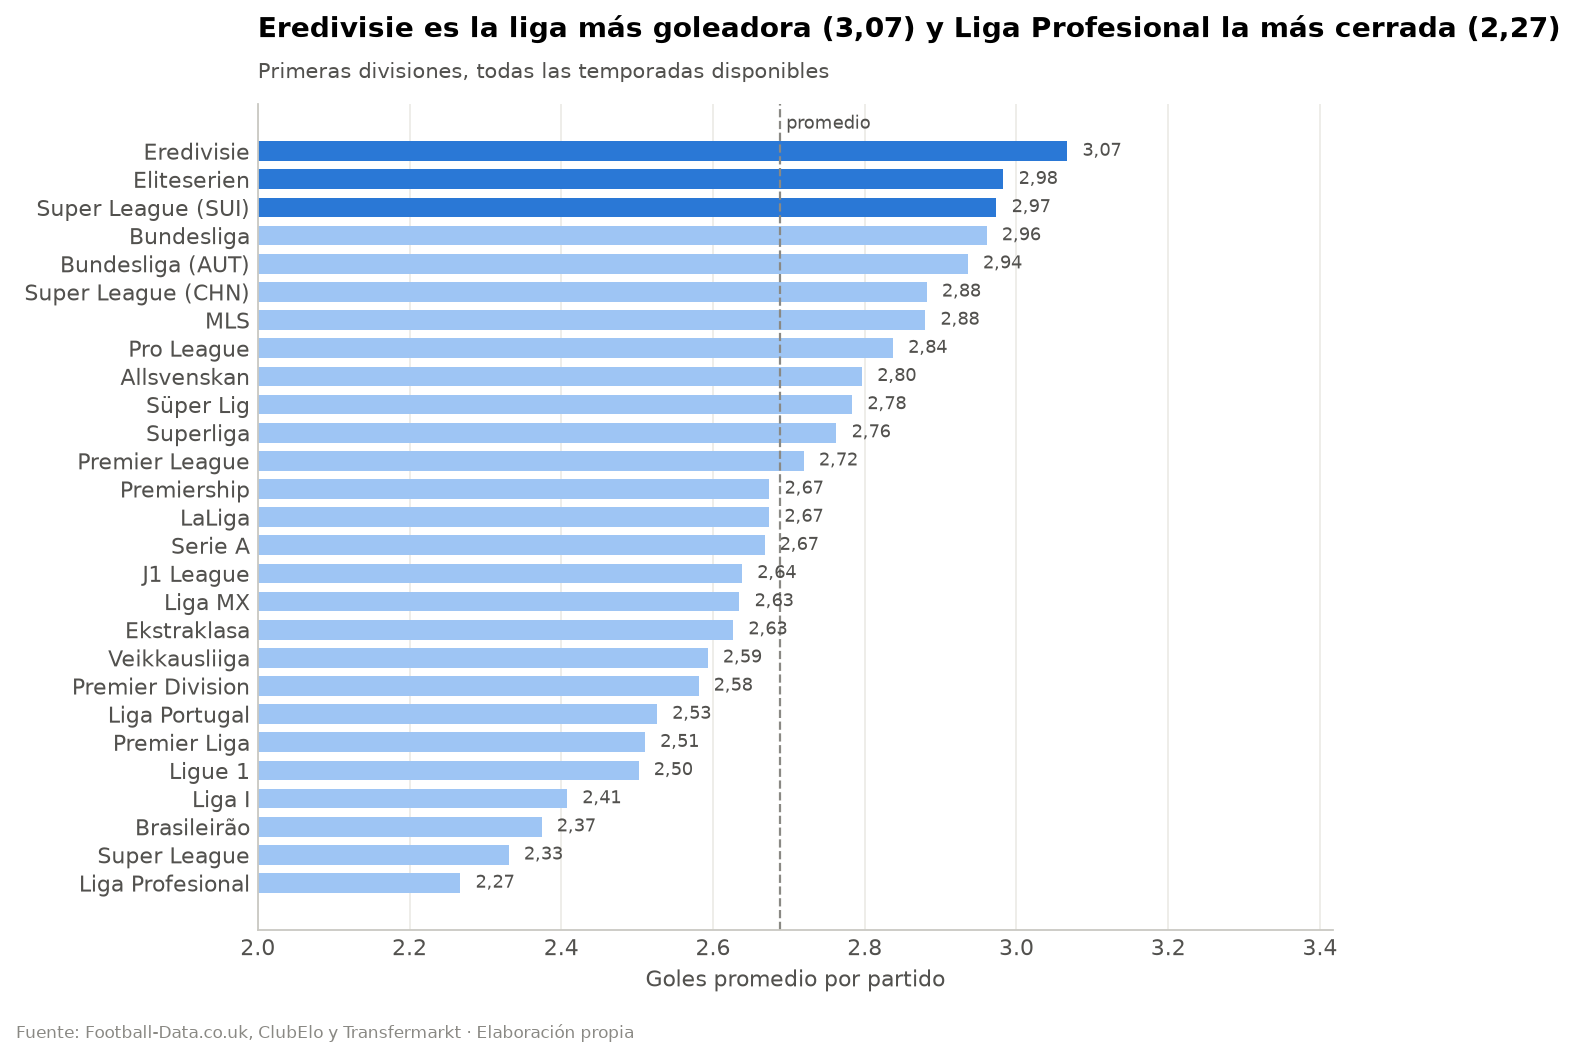 Eredivisie es la liga más goleadora (3,07) y Liga Profesional la más cerrada (2,27)
Primeras divisiones, todas las temporadas disponibles
promedio
Eredivisie 3,07
Eliteserien 2,98
Super League (SUI) 2,97
Bundesliga 2,96
Bundesliga (AUT) 2,94
Super League (CHN) 2,88
MLS 2,88
Pro League 2,84
Allsvenskan 2,80
Süper Lig 2,78
Superliga 2,76
Premier League 2,72
Premiership 2,67
LaLiga 2,67
Serie A 2,67
J1 League 2,64
Liga MX 2,63
Ekstraklasa 2,63
Veikkausliiga 2,59
Premier Division 2,58
Liga Portugal 2,53
Premier Liga 2,51
Ligue 1 2,50
Liga I 2,41
Brasileirão 2,37
Super League 2,33
Liga Profesional 2,27
2.0 2.2 2.4 2.6 2.8 3.0 3.2 3.4
Goles promedio por partido
Fuente: Football-Data.co.uk, ClubElo y Transfermarkt · Elaboración propia